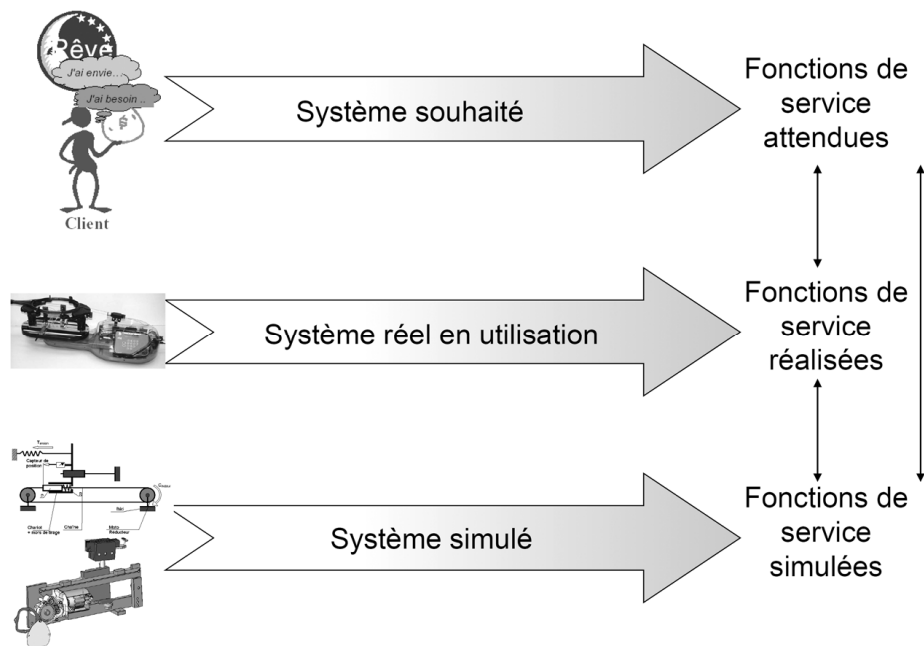 Rêve
J'ai envie...
J'ai besoin ..
$
Client
Système souhaité
Fonctions de
service
attendues
Système réel en utilisation
Fonctions de
service
réalisées
Capteur de
position
Bâti
Chariot
+ mors de tirage
Chaîne
Moto
Réducteur
Système simulé
Fonctions de
service
simulées